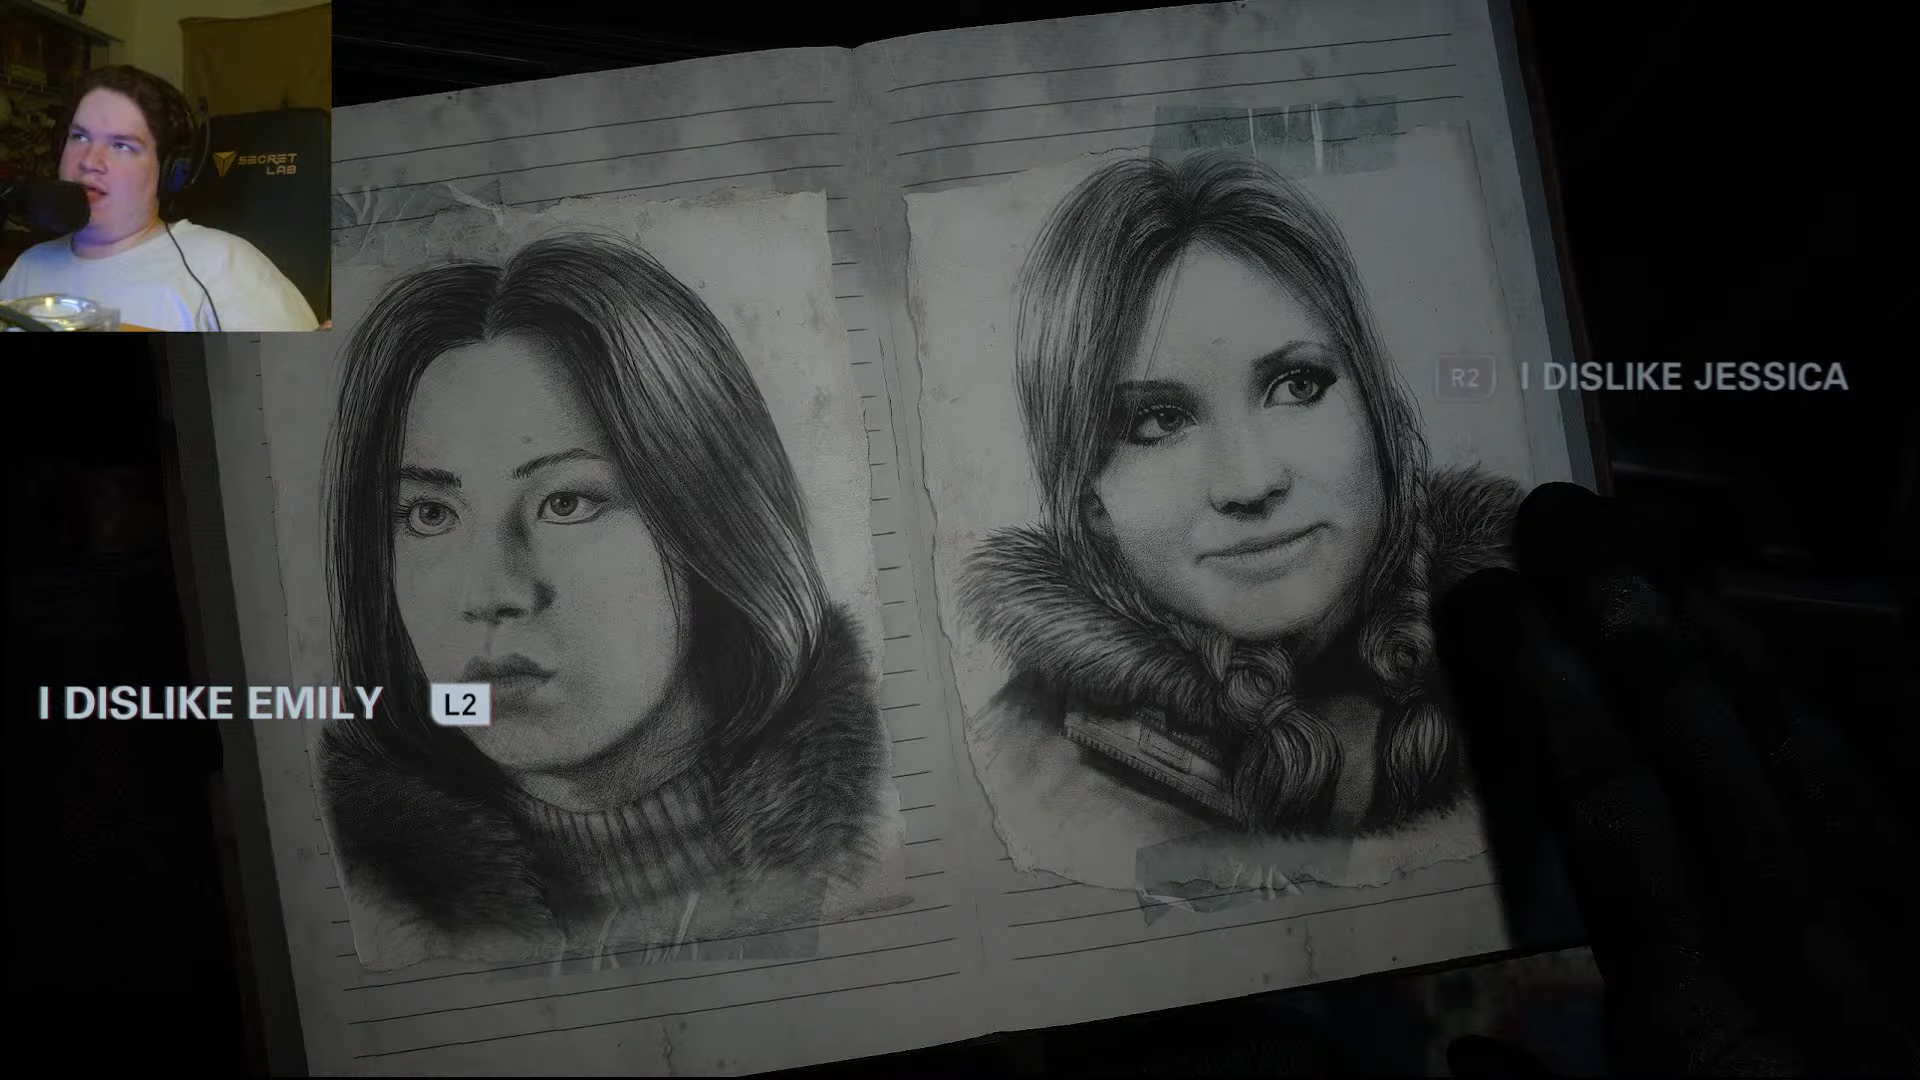 SECRET
LAB
R2 I DISLIKE JESSICA
I DISLIKE EMILY L2